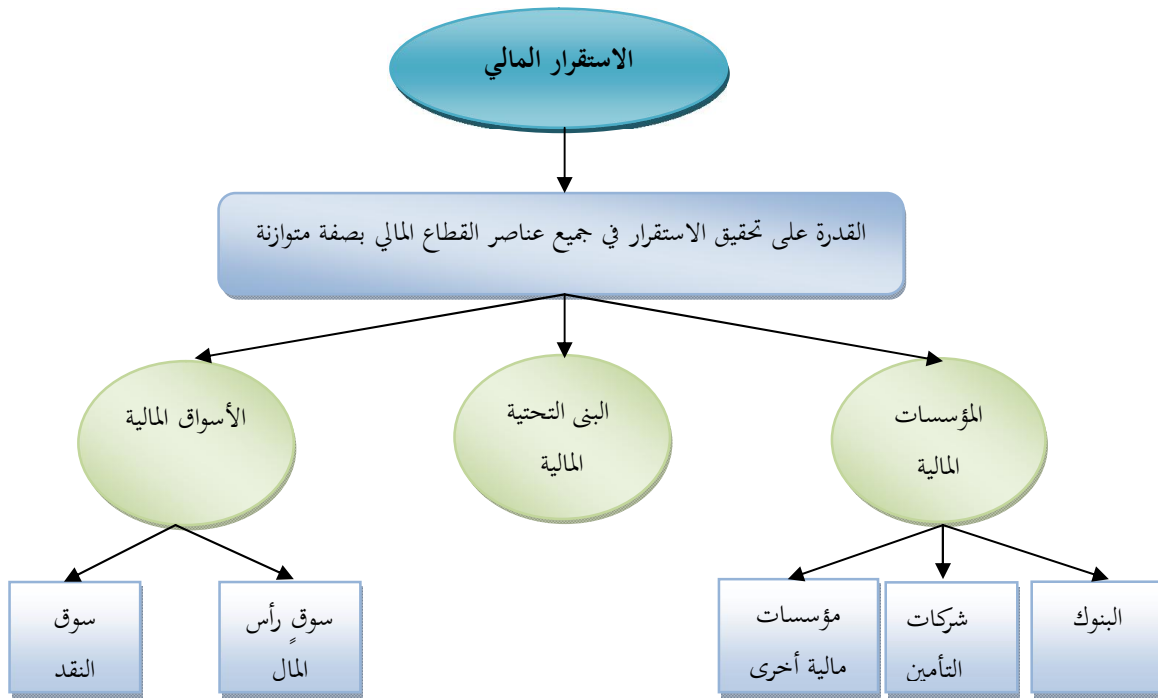 الاستقرار المالي
القدرة على تحقيق الاستقرار في جميع عناصر القطاع المالي بصفة متوازنة
المؤسسات
المالية
البنى التحتية
المالية
الأسواق المالية
البنوك
شركات
التأمين
مؤسسات
مالية أخرى
سوق رأس
المال
سوق
النقد